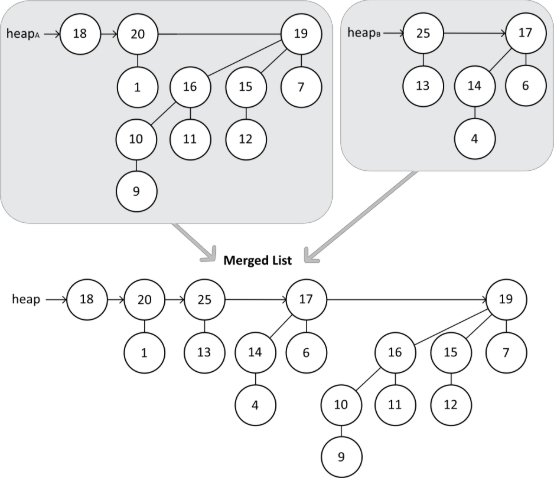 heapA 18 20 19
1 16 15 7
10 11 12
9
heapB 25 17
13 14 6
4
Merged List
heap 18 20 25 17 19
1 13 14 6 16 15 7
4 10 11 12
9